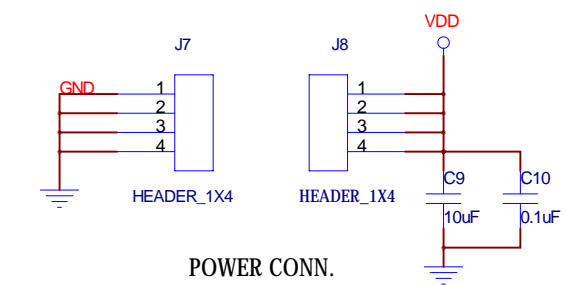 VDD
J7
J8
GND
1
2
3
4
1
2
3
4
HEADER_1X4
HEADER_1X4
C9
10uF
C10
0.1uF
POWER CONN.